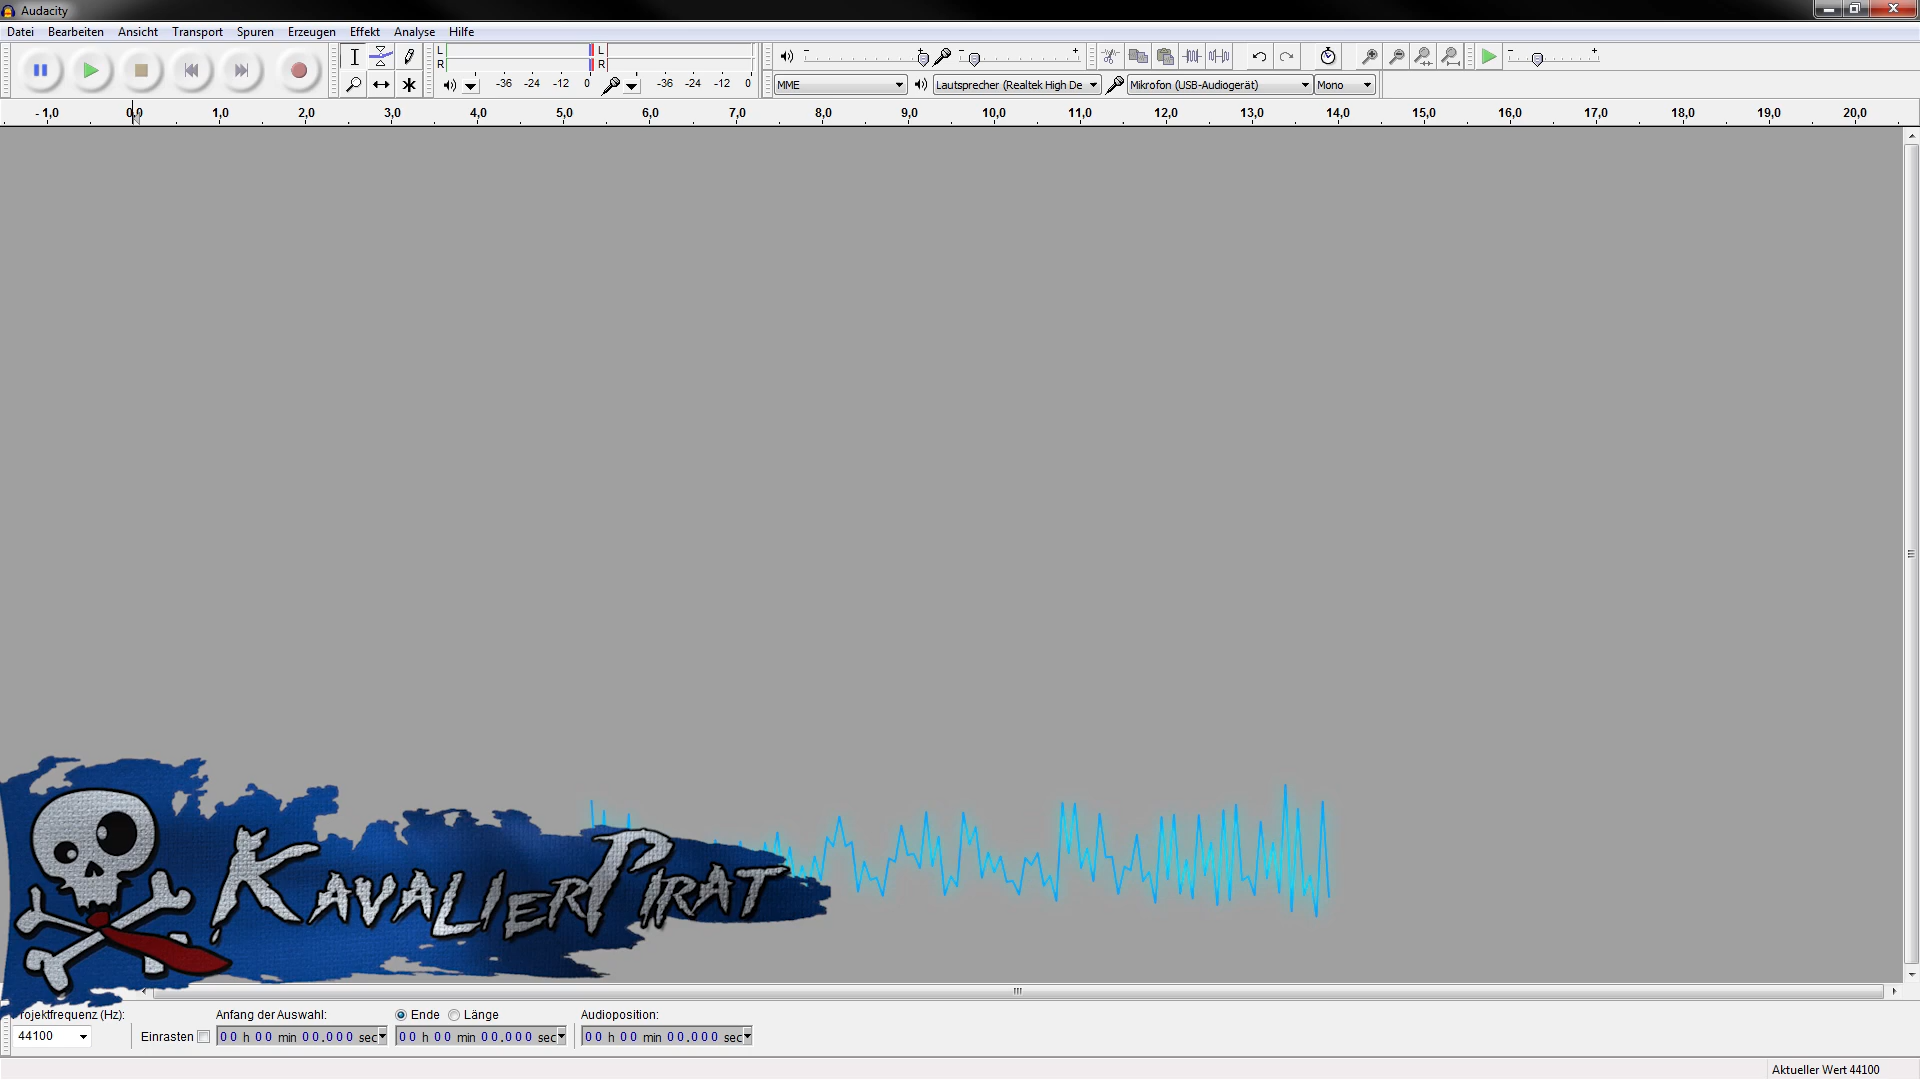 Audacity
Datei Bearbeiten Ansicht Transport Spuren Erzeugen Effekt Analyse Hilfe
L R
-36 -24 -12 0
L R
-36 -24 -12 0
MME
Lautsprecher (Realtek High De
Mikrofon (USB-Audiogerät)
Mono
- 1,0 0,0 1,0 2,0 3,0 4,0 5,0 6,0 7,0 8,0 9,0 10,0 11,0 12,0 13,0 14,0 15,0 16,0 17,0 18,0 19,0 20,0
KAVALIERPIRAT
rojektfrequenz (Hz):
44100
Einrasten
Anfang der Auswahl:
00 h 00 min 00.000 sec
Ende Länge
00 h 00 min 00.000 sec
Audioposition:
00 h 00 min 00.000 sec
Aktueller Wert 44100